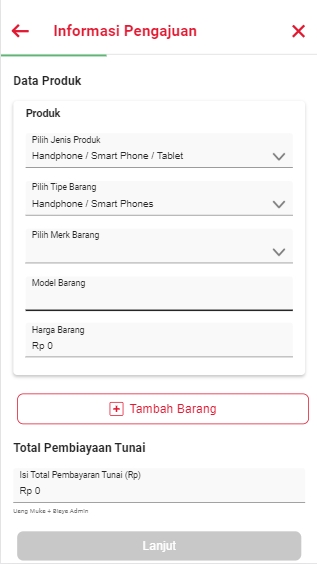 Informasi Pengajuan
Data Produk
Produk
Pilih Jenis Produk
Handphone / Smart Phone / Tablet
Pilih Tipe Barang
Handphone / Smart Phones
Pilih Merk Barang
Model Barang
Harga Barang
Rp 0
Tambah Barang
Total Pembiayaan Tunai
Isi Total Pembayaran Tunai (Rp)
Rp 0
Uang Muka + Biaya Admin
Lanjut